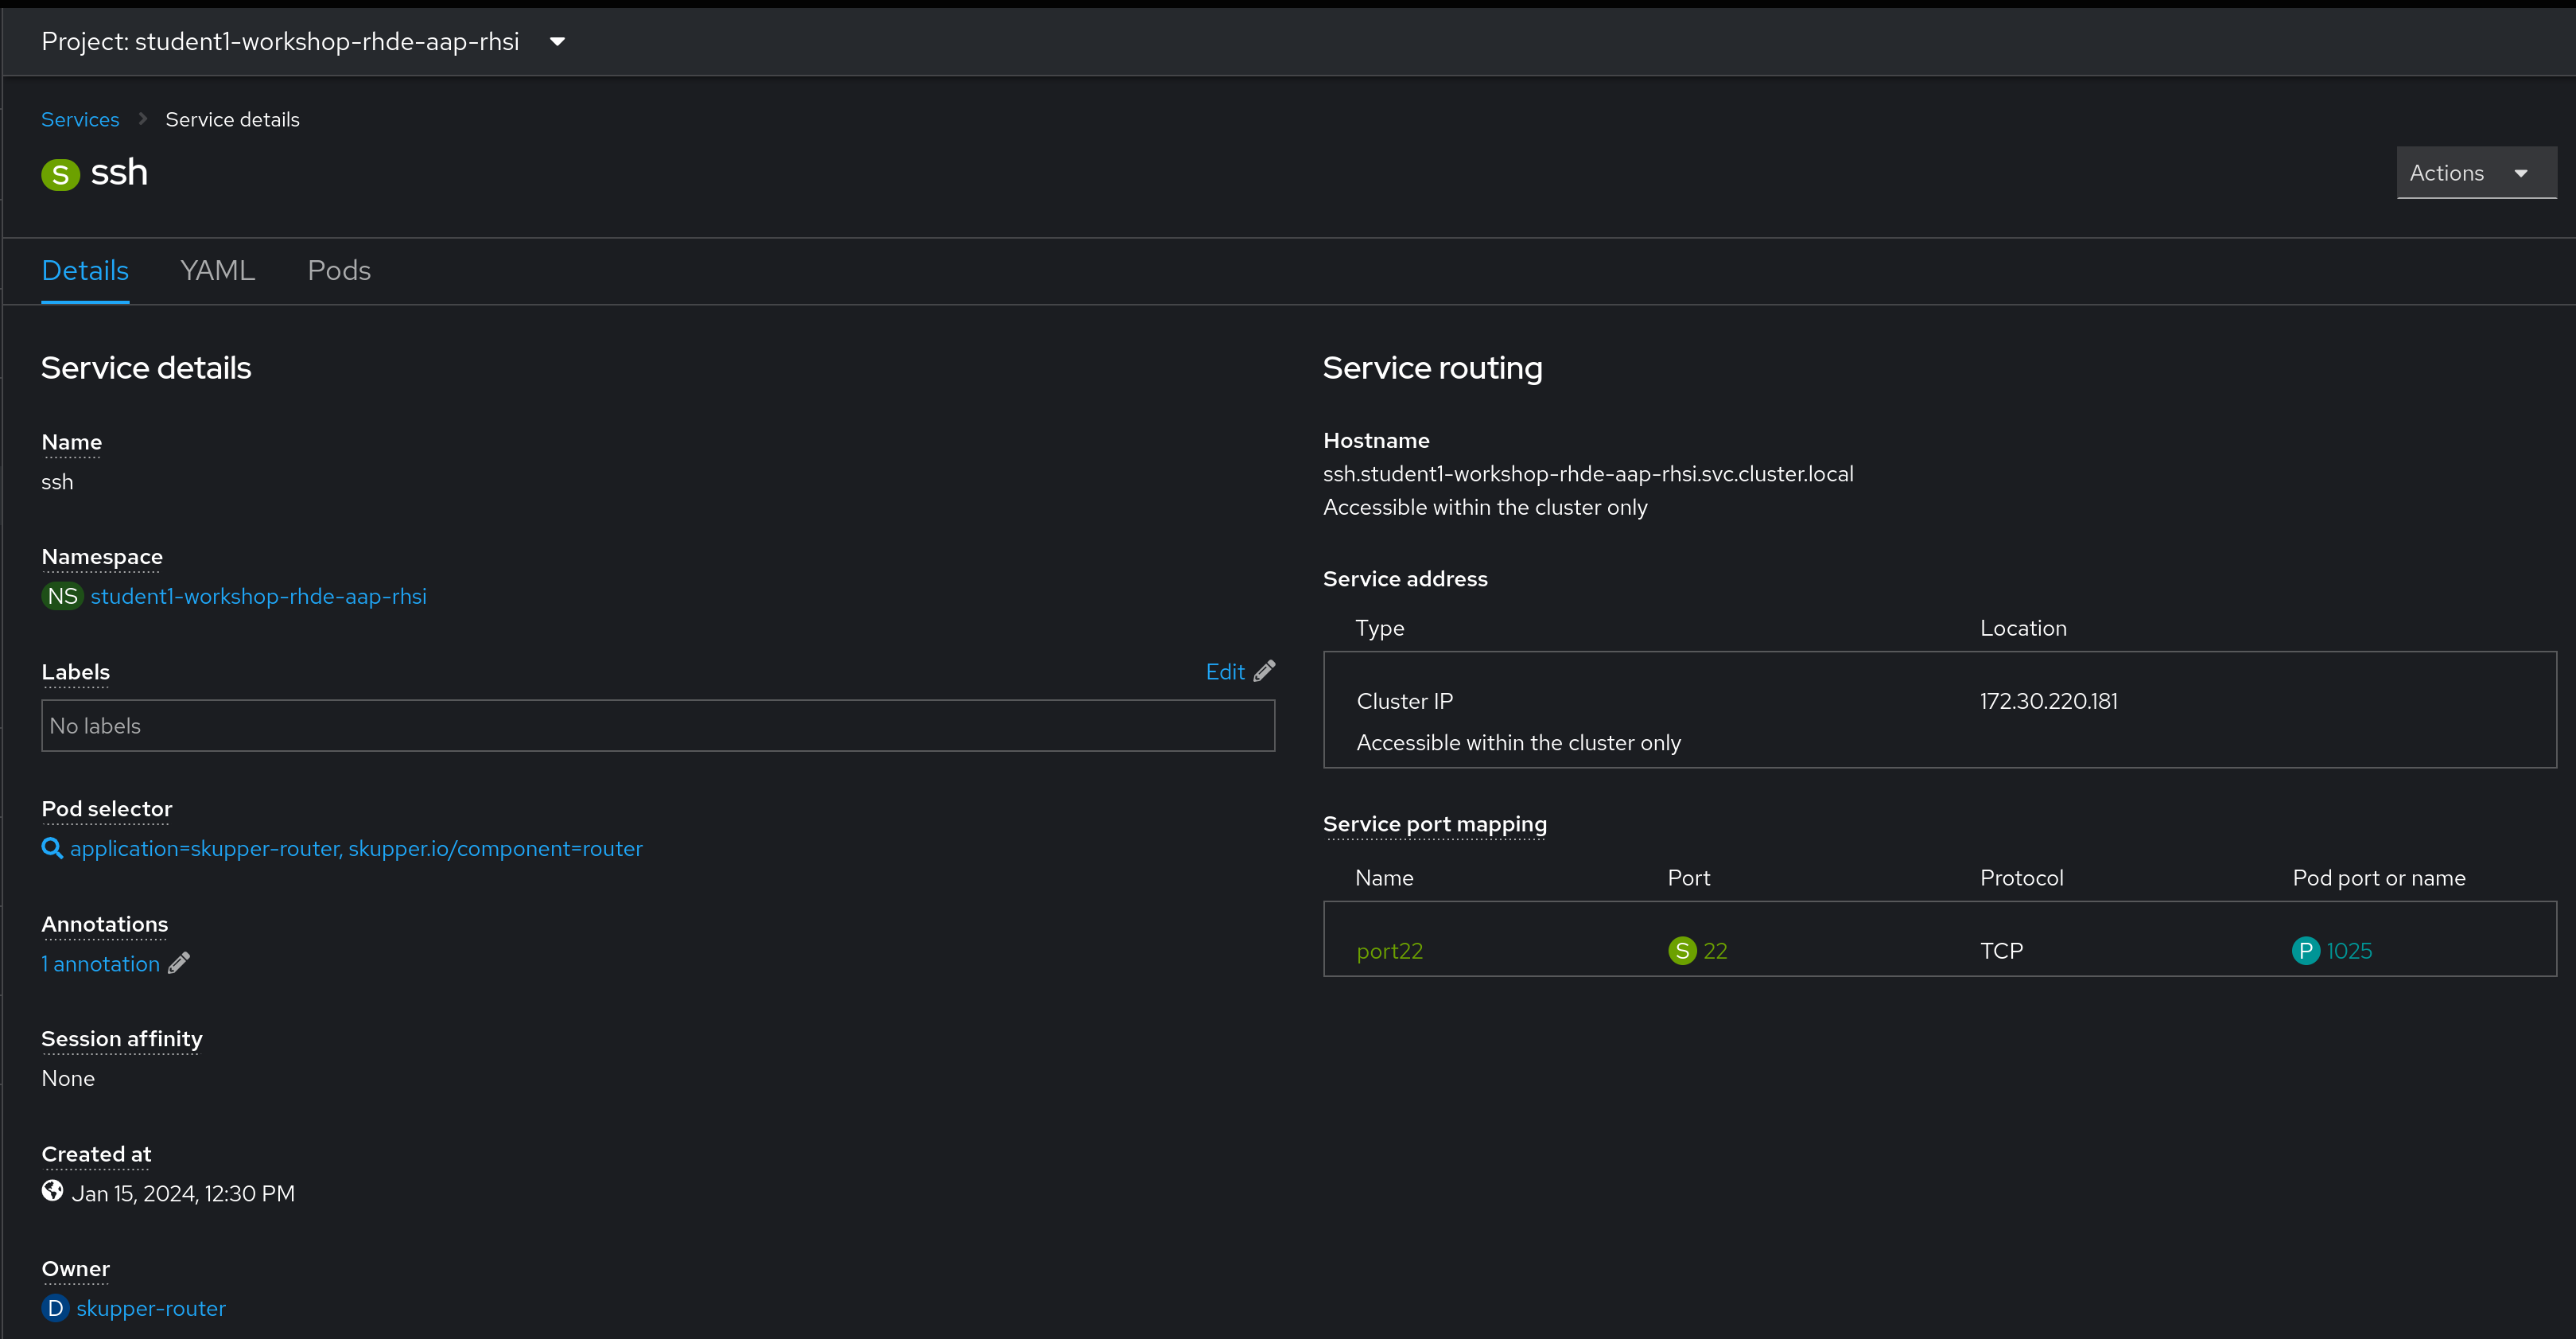 Project: student1-workshop-rhde-aap-rhsi
Services
Service details
S ssh
Actions
Details YAML Pods
Service details
Name
ssh
Namespace
NS student1-workshop-rhde-aap-rhsi
Labels
Edit
No labels
Pod selector
application=skupper-router, skupper.io/component=router
Annotations
1 annotation
Session affinity
None
Created at
Jan 15, 2024, 12:30 PM
Owner
D skupper-router
Service routing
Hostname
ssh.student1-workshop-rhde-aap-rhsi.svc.cluster.local
Accessible within the cluster only
Service address
Type Location
Cluster IP 172.30.220.181
Accessible within the cluster only
Service port mapping
Name Port Protocol Pod port or name
port22 S 22 TCP P 1025